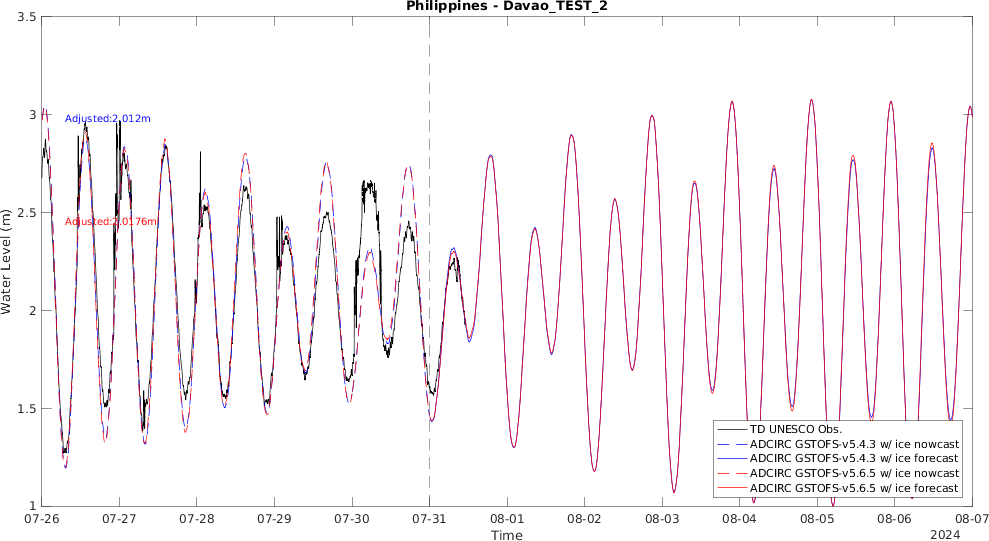 Philippines - Davao_TEST_2
3.5
3
2.5
2
1.5
1
Water Level (m)
Adjusted:2.012m
Adjusted:2.0176m
TD UNESCO Obs.
ADCIRC GSTOFS-v5.4.3 w/ ice nowcast
ADCIRC GSTOFS-v5.4.3 w/ ice forecast
ADCIRC GSTOFS-v5.6.5 w/ ice nowcast
ADCIRC GSTOFS-v5.6.5 w/ ice forecast
07-26 07-27 07-28 07-29 07-30 07-31 08-01 08-02 08-03 08-04 08-05 08-06 08-07
Time
2024